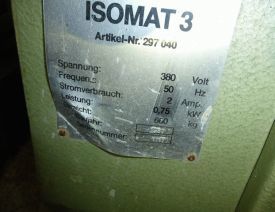 ISOMAT 3
Artikel-Nr. 297 040
Spannung: 380 Volt
Frequenz: 50 Hz
Stromverbrauch: 2 Amp.
Leistung: 0,75 kW
600 kg